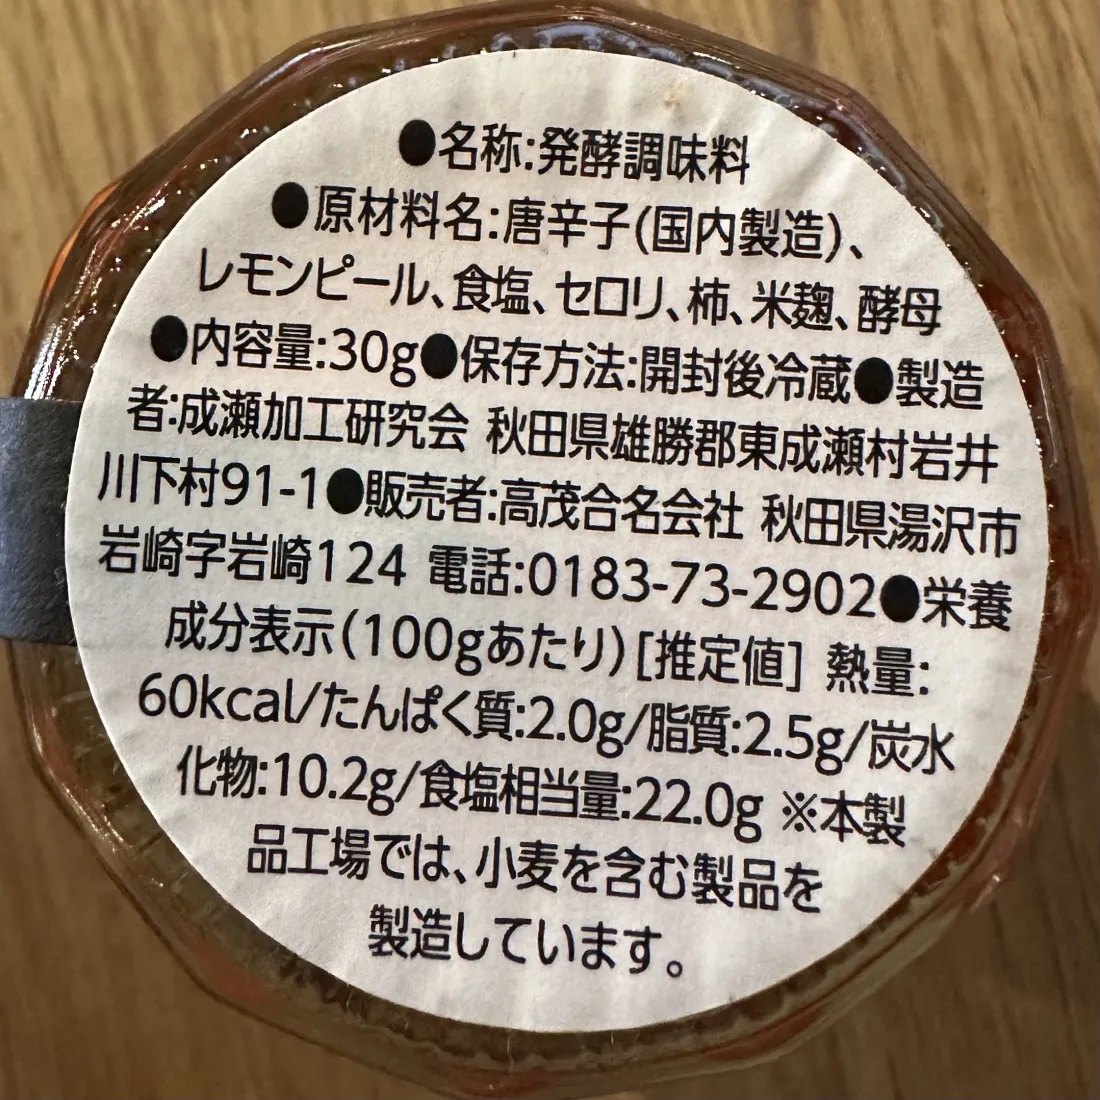 ●名称:発酵調味料
●原材料名:唐辛子(国内製造)、
レモンピール、食塩、セロリ、柿、米麹、酵母
●内容量:30g●保存方法:開封後冷蔵●製造
者:成瀬加工研究会 秋田県雄勝郡東成瀬村岩井
川下村91-1●販売者:高茂合名会社 秋田県湯沢市
岩崎字岩崎124 電話:0183-73-2902●栄養
成分表示(100gあたり)[推定値] 熱量:
60kcal/たんぱく質:2.0g/脂質:2.5g/炭水
化物:10.2g/食塩相当量:22.0g ※本製
品工場では、小麦を含む製品を
製造しています。